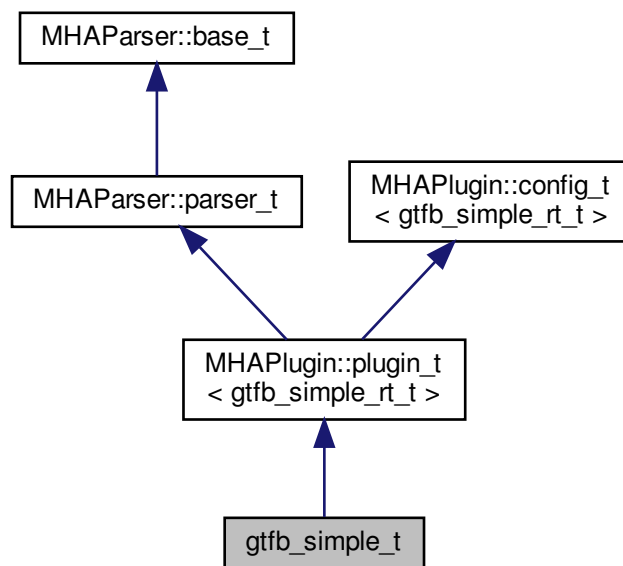 MHAParser::base_t
MHAParser::parser_t
MHAPlugin::config_t
< gtfb_simple_rt_t >
MHAPlugin::plugin_t
< gtfb_simple_rt_t >
gtfb_simple_t